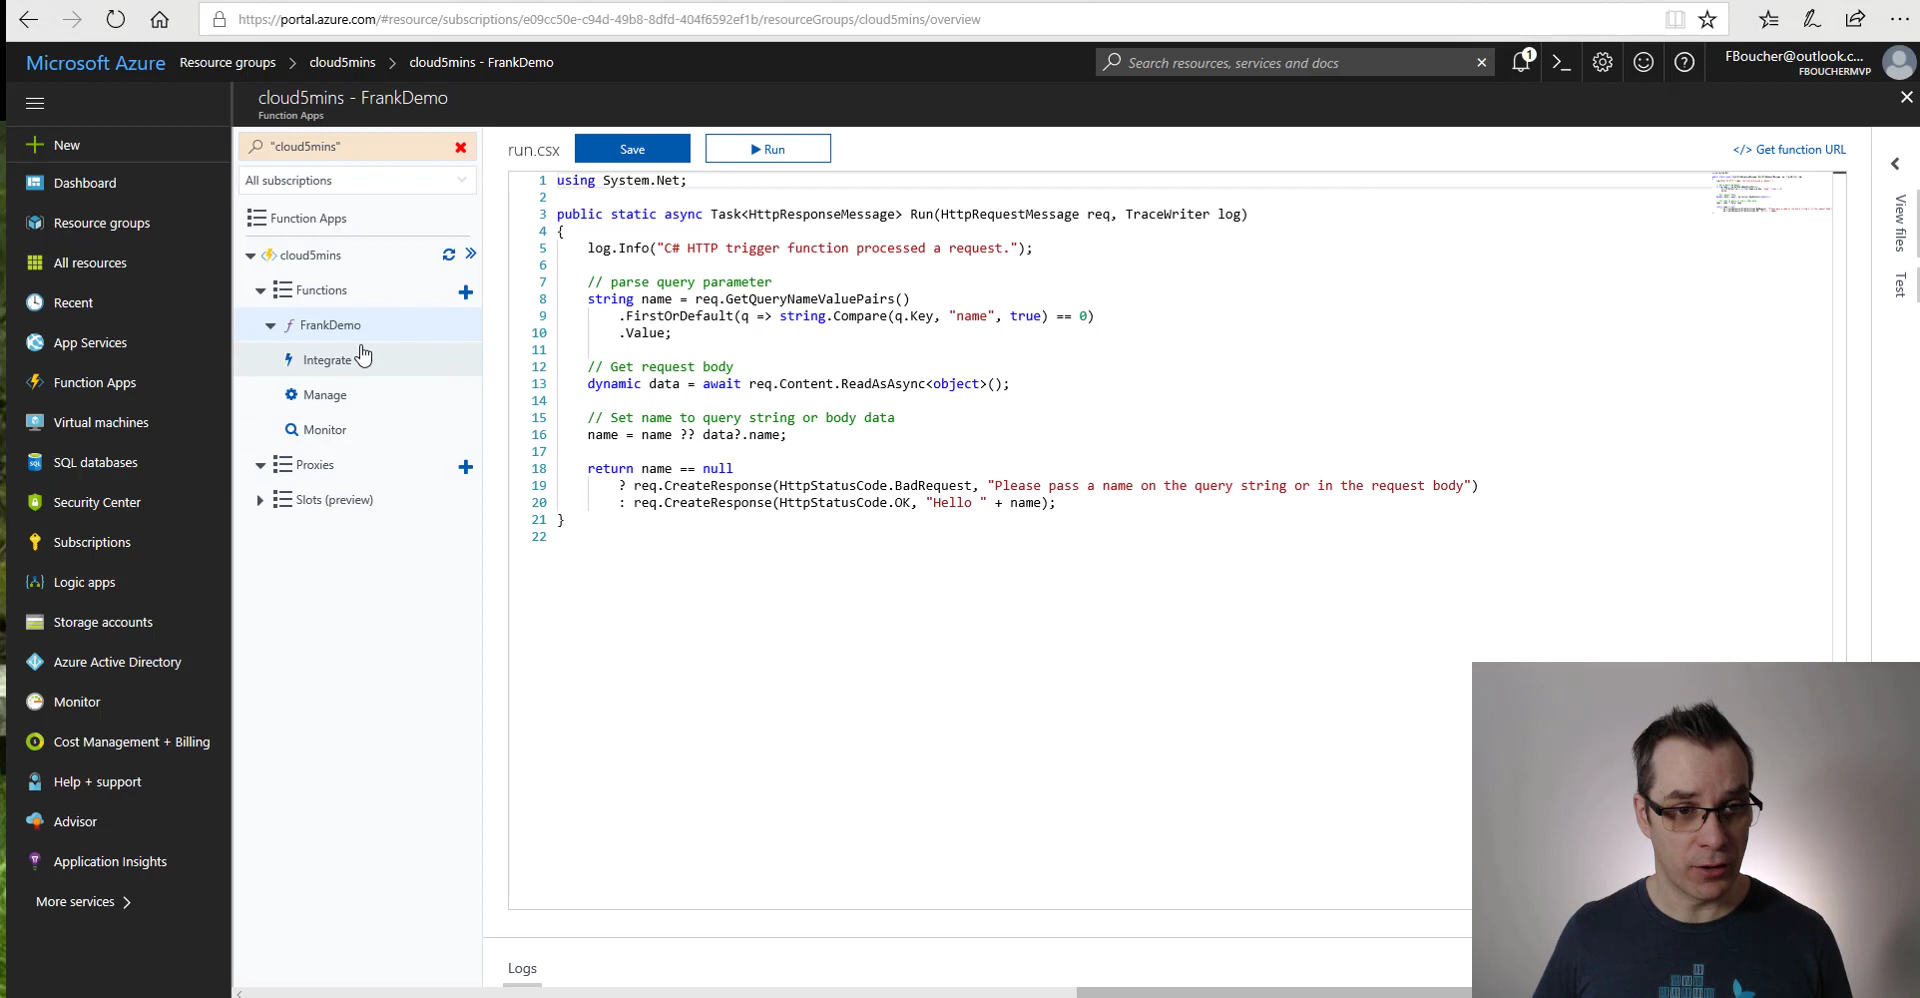 https://portal.azure.com/#resource/subscriptions/e09cc50e-c94d-49b8-8dfd-404f6592ef1b/resourceGroups/cloud5mins/overview
Microsoft Azure Resource groups > cloud5mins > cloud5mins - FrankDemo
Search resources, services and docs
1
FBoucher@outlook.c...
FBOUCHERMVP
cloud5mins - FrankDemo
Function Apps
New
Dashboard
Resource groups
All resources
Recent
App Services
Function Apps
Virtual machines
SQL databases
Security Center
Subscriptions
Logic apps
Storage accounts
Azure Active Directory
Monitor
Cost Management + Billing
Help + support
Advisor
Application Insights
More services >
"cloud5mins"
All subscriptions
Function Apps
cloud5mins
Functions
FrankDemo
Integrate
Manage
Monitor
Proxies
Slots (preview)
run.csx
Save
Run
</> Get function URL
1 using System.Net;
2
3 public static async Task<HttpResponseMessage> Run(HttpRequestMessage req, TraceWriter log)
4 {
5 log.Info("C# HTTP trigger function processed a request.");
6
7 // parse query parameter
8 string name = req.GetQueryNameValuePairs()
9 .FirstOrDefault(q => string.Compare(q.Key, "name", true) == 0)
10 .Value;
11
12 // Get request body
13 dynamic data = await req.Content.ReadAsAsync<object>();
14
15 // Set name to query string or body data
16 name = name ?? data?.name;
17
18 return name == null
19 ? req.CreateResponse(HttpStatusCode.BadRequest, "Please pass a name on the query string or in the request body")
20 : req.CreateResponse(HttpStatusCode.OK, "Hello " + name);
21 }
22
View files
Test
Logs